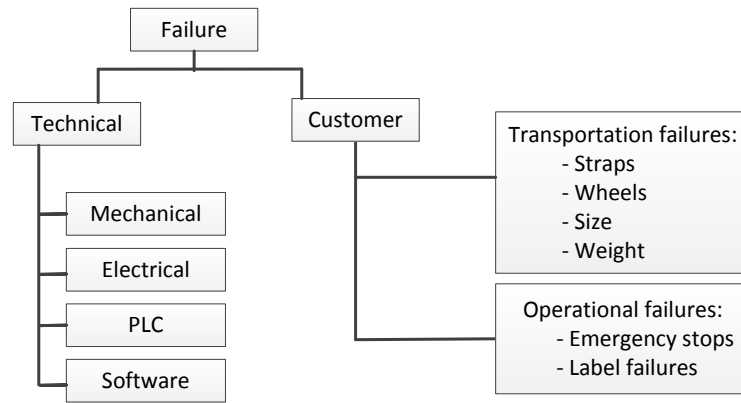 Failure
Technical
Customer
Mechanical
Electrical
PLC
Software
Transportation failures:
- Straps
- Wheels
- Size
- Weight
Operational failures:
- Emergency stops
- Label failures